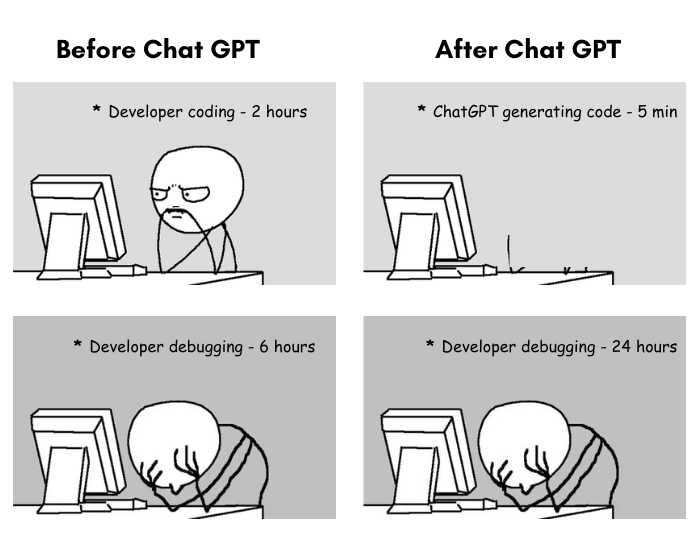 Before Chat GPT
After Chat GPT
* Developer coding - 2 hours
* ChatGPT generating code - 5 min
* Developer debugging - 6 hours
* Developer debugging - 24 hours